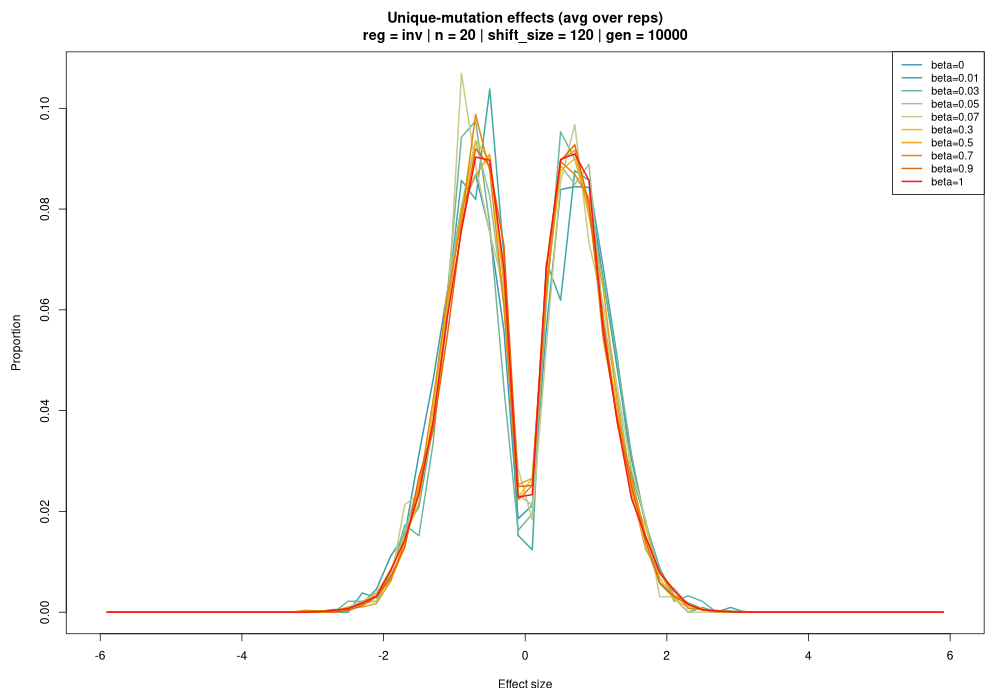 Unique-mutation effects (avg over reps)
reg = inv | n = 20 | shift_size = 120 | gen = 10000
beta=0
beta=0.01
beta=0.03
beta=0.05
beta=0.07
beta=0.3
beta=0.5
beta=0.7
beta=0.9
beta=1
Proportion
0.10
0.08
0.06
0.04
0.02
0.00
-6 -4 -2 0 2 4 6
Effect size